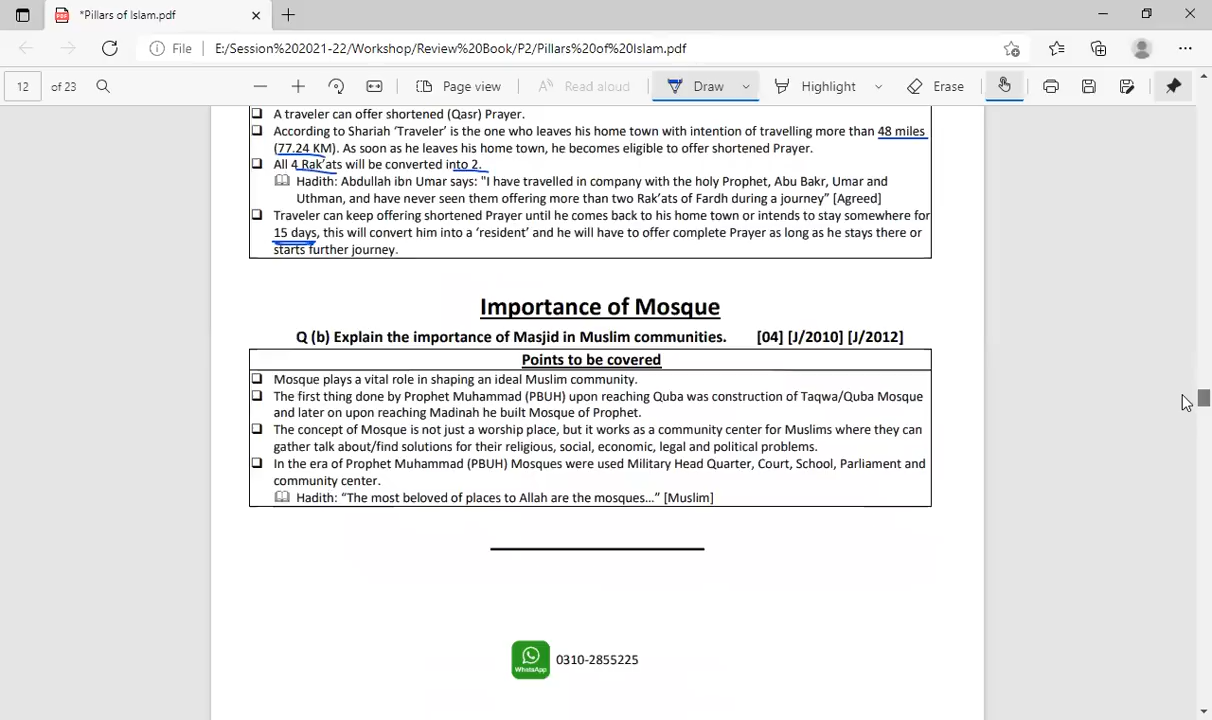 *Pillars of Islam.pdf
File
E:/Session%202021-22/Workshop/Review%20Book/P2/Pillars%20of%20Islam.pdf
12 of 23
Page view
Read aloud
Draw
Highlight
Erase
A traveler can offer shortened (Qasr) Prayer.
According to Shariah ‘Traveler’ is the one who leaves his home town with intention of travelling more than 48 miles
(77.24 KM). As soon as he leaves his home town, he becomes eligible to offer shortened Prayer.
All 4 Rak’ats will be converted into 2.
Hadith: Abdullah ibn Umar says: "I have travelled in company with the holy Prophet, Abu Bakr, Umar and
Uthman, and have never seen them offering more than two Rak’ats of Fardh during a journey” [Agreed]
Traveler can keep offering shortened Prayer until he comes back to his home town or intends to stay somewhere for
15 days, this will convert him into a ‘resident’ and he will have to offer complete Prayer as long as he stays there or
starts further journey.
Importance of Mosque
Q (b) Explain the importance of Masjid in Muslim communities. [04] [J/2010] [J/2012]
Points to be covered
Mosque plays a vital role in shaping an ideal Muslim community.
The first thing done by Prophet Muhammad (PBUH) upon reaching Quba was construction of Taqwa/Quba Mosque
and later on upon reaching Madinah he built Mosque of Prophet.
The concept of Mosque is not just a worship place, but it works as a community center for Muslims where they can
gather talk about/find solutions for their religious, social, economic, legal and political problems.
In the era of Prophet Muhammad (PBUH) Mosques were used Military Head Quarter, Court, School, Parliament and
community center.
Hadith: “The most beloved of places to Allah are the mosques…” [Muslim]
WhatsApp
0310-2855225